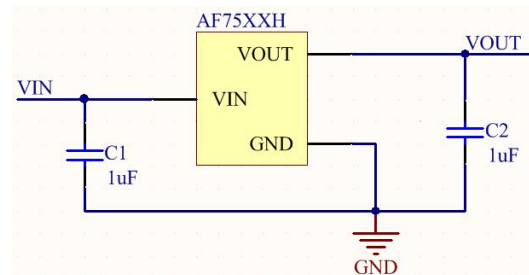 AF75XXH
VOUT
VOUT
VIN
VIN
GND
C1
1uF
C2
1uF
GND